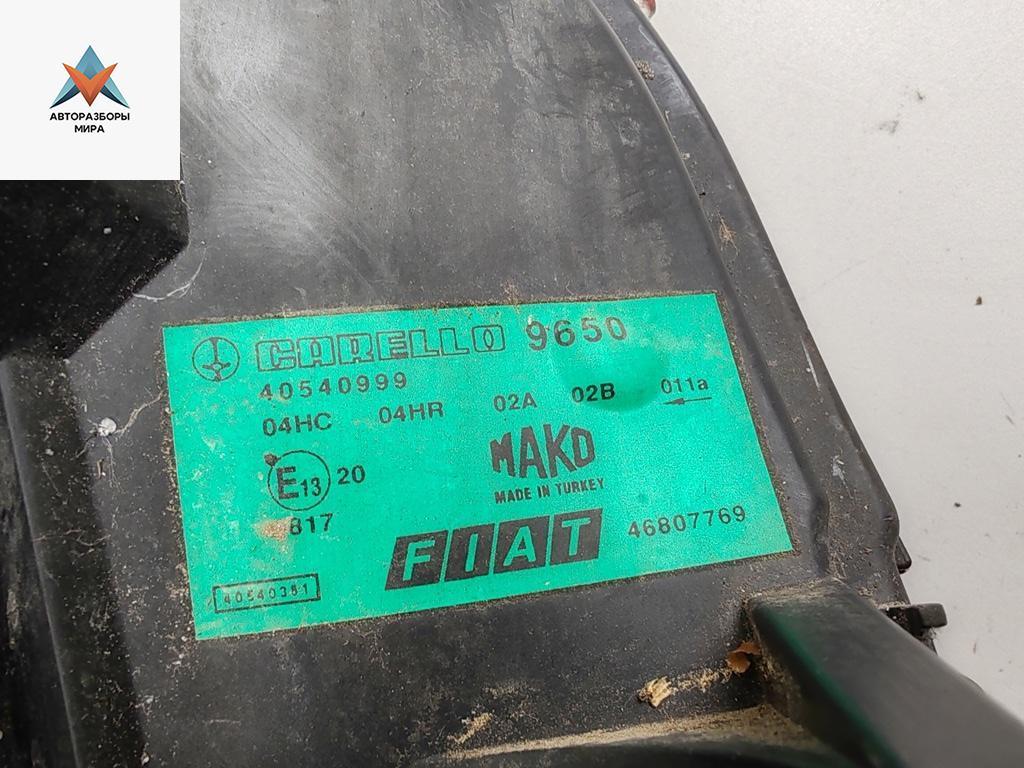 АВТОРАЗБОРЫ
МИРА
CARELLO 9650
40540999
04HC 04HR 02A 02B 011a
MAKO
E13 20
MADE IN TURKEY
817
FIAT 46807769
40540381